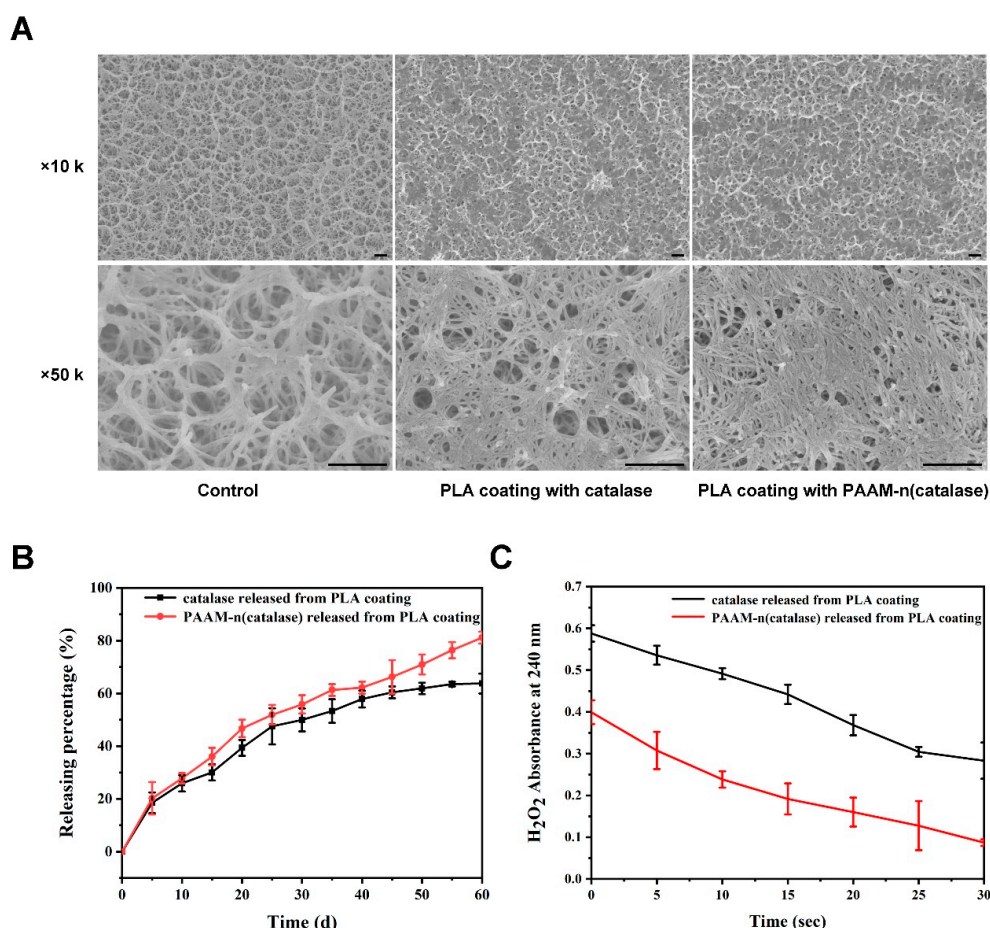 A
×10 k
×50 k
Control
PLA coating with catalase
PLA coating with PAAM-n(catalase)
B
catalase released from PLA coating
PAAM-n(catalase) released from PLA coating
Releasing percentage (%)
100
80
60
40
20
0
0 10 20 30 40 50 60
Time (d)
C
catalase released from PLA coating
PAAM-n(catalase) released from PLA coating
H2O2 Absorbance at 240 nm
0.7
0.6
0.5
0.4
0.3
0.2
0.1
0.0
0 5 10 15 20 25 30
Time (sec)